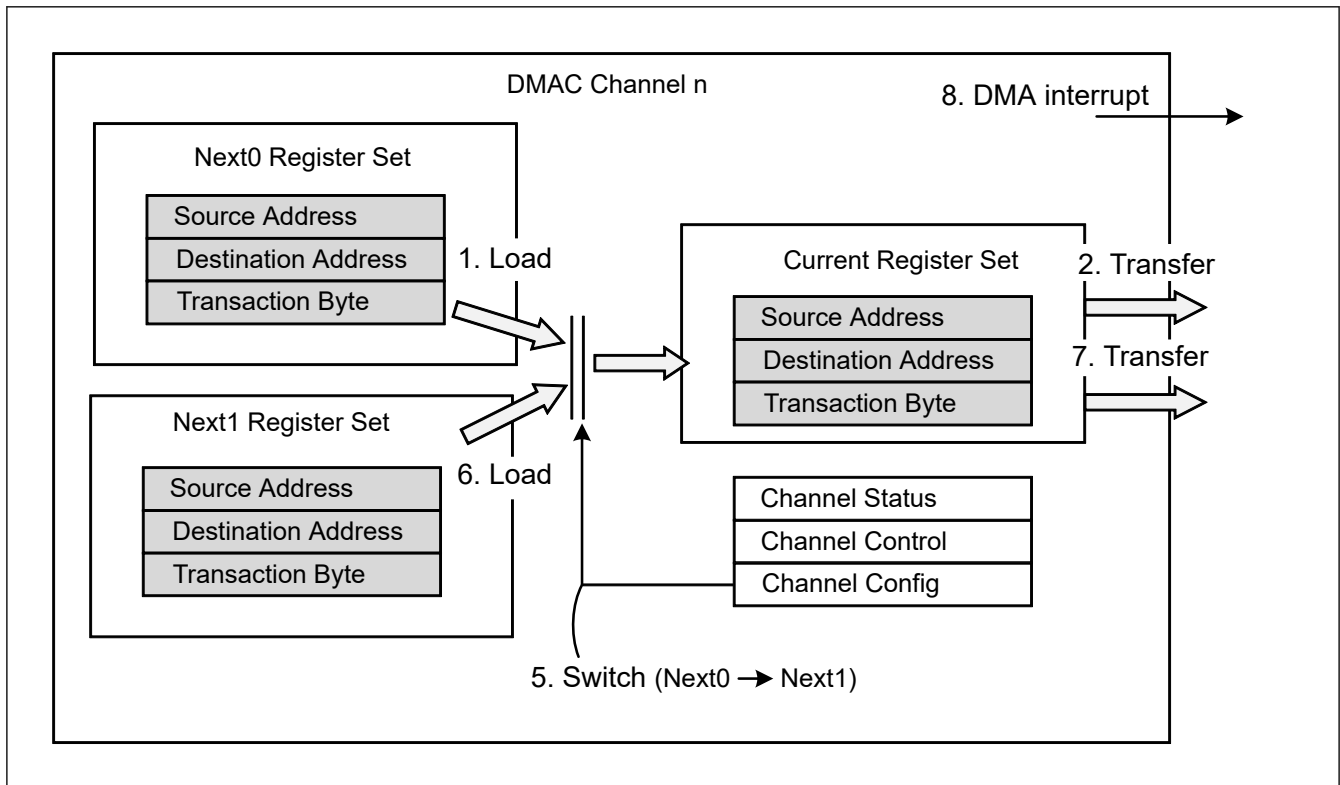 DMAC Channel n
8. DMA interrupt
Next0 Register Set
Source Address
Destination Address
Transaction Byte
1. Load
Current Register Set
Source Address
Destination Address
Transaction Byte
2. Transfer
7. Transfer
Next1 Register Set
Source Address
Destination Address
Transaction Byte
6. Load
Channel Status
Channel Control
Channel Config
5. Switch (Next0 → Next1)